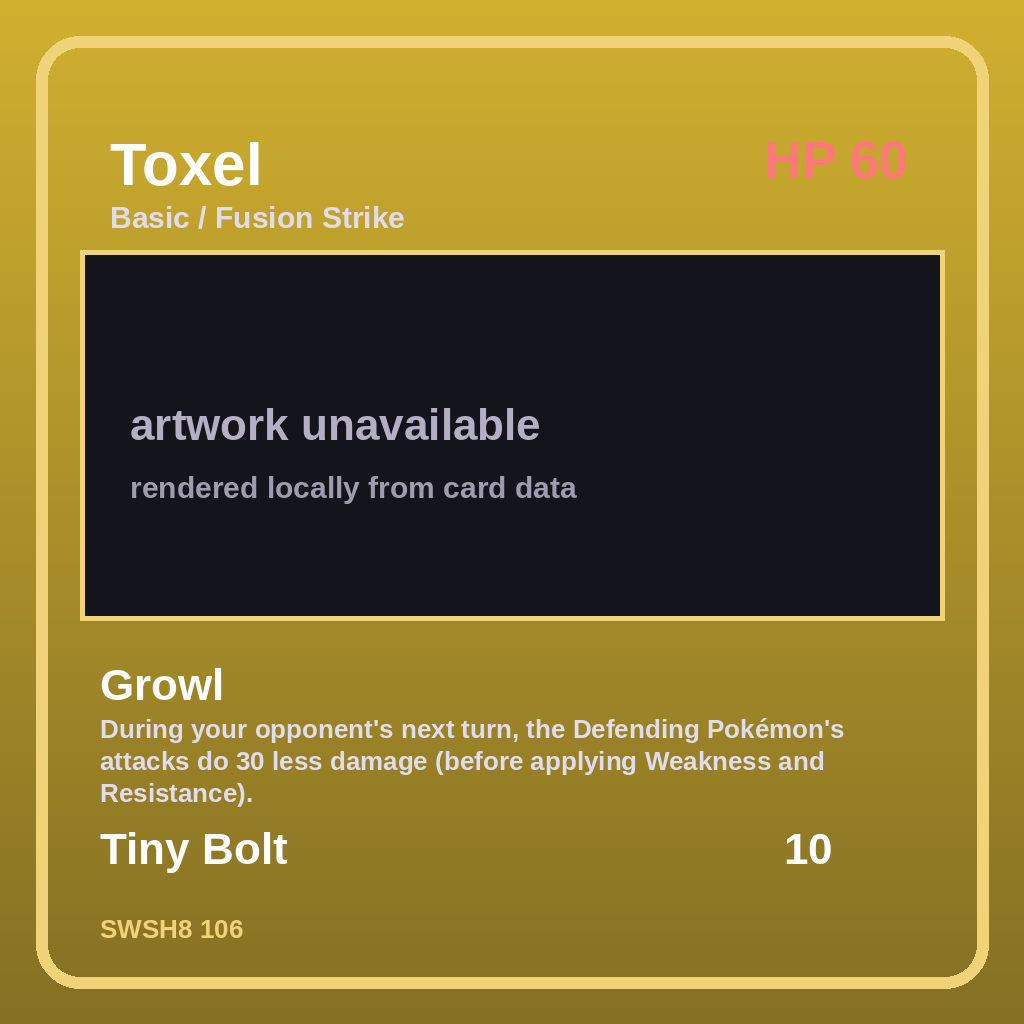 Toxel
HP 60
Basic / Fusion Strike
artwork unavailable
rendered locally from card data
Growl
During your opponent's next turn, the Defending Pokémon's
attacks do 30 less damage (before applying Weakness and
Resistance).
Tiny Bolt
10
SWSH8 106